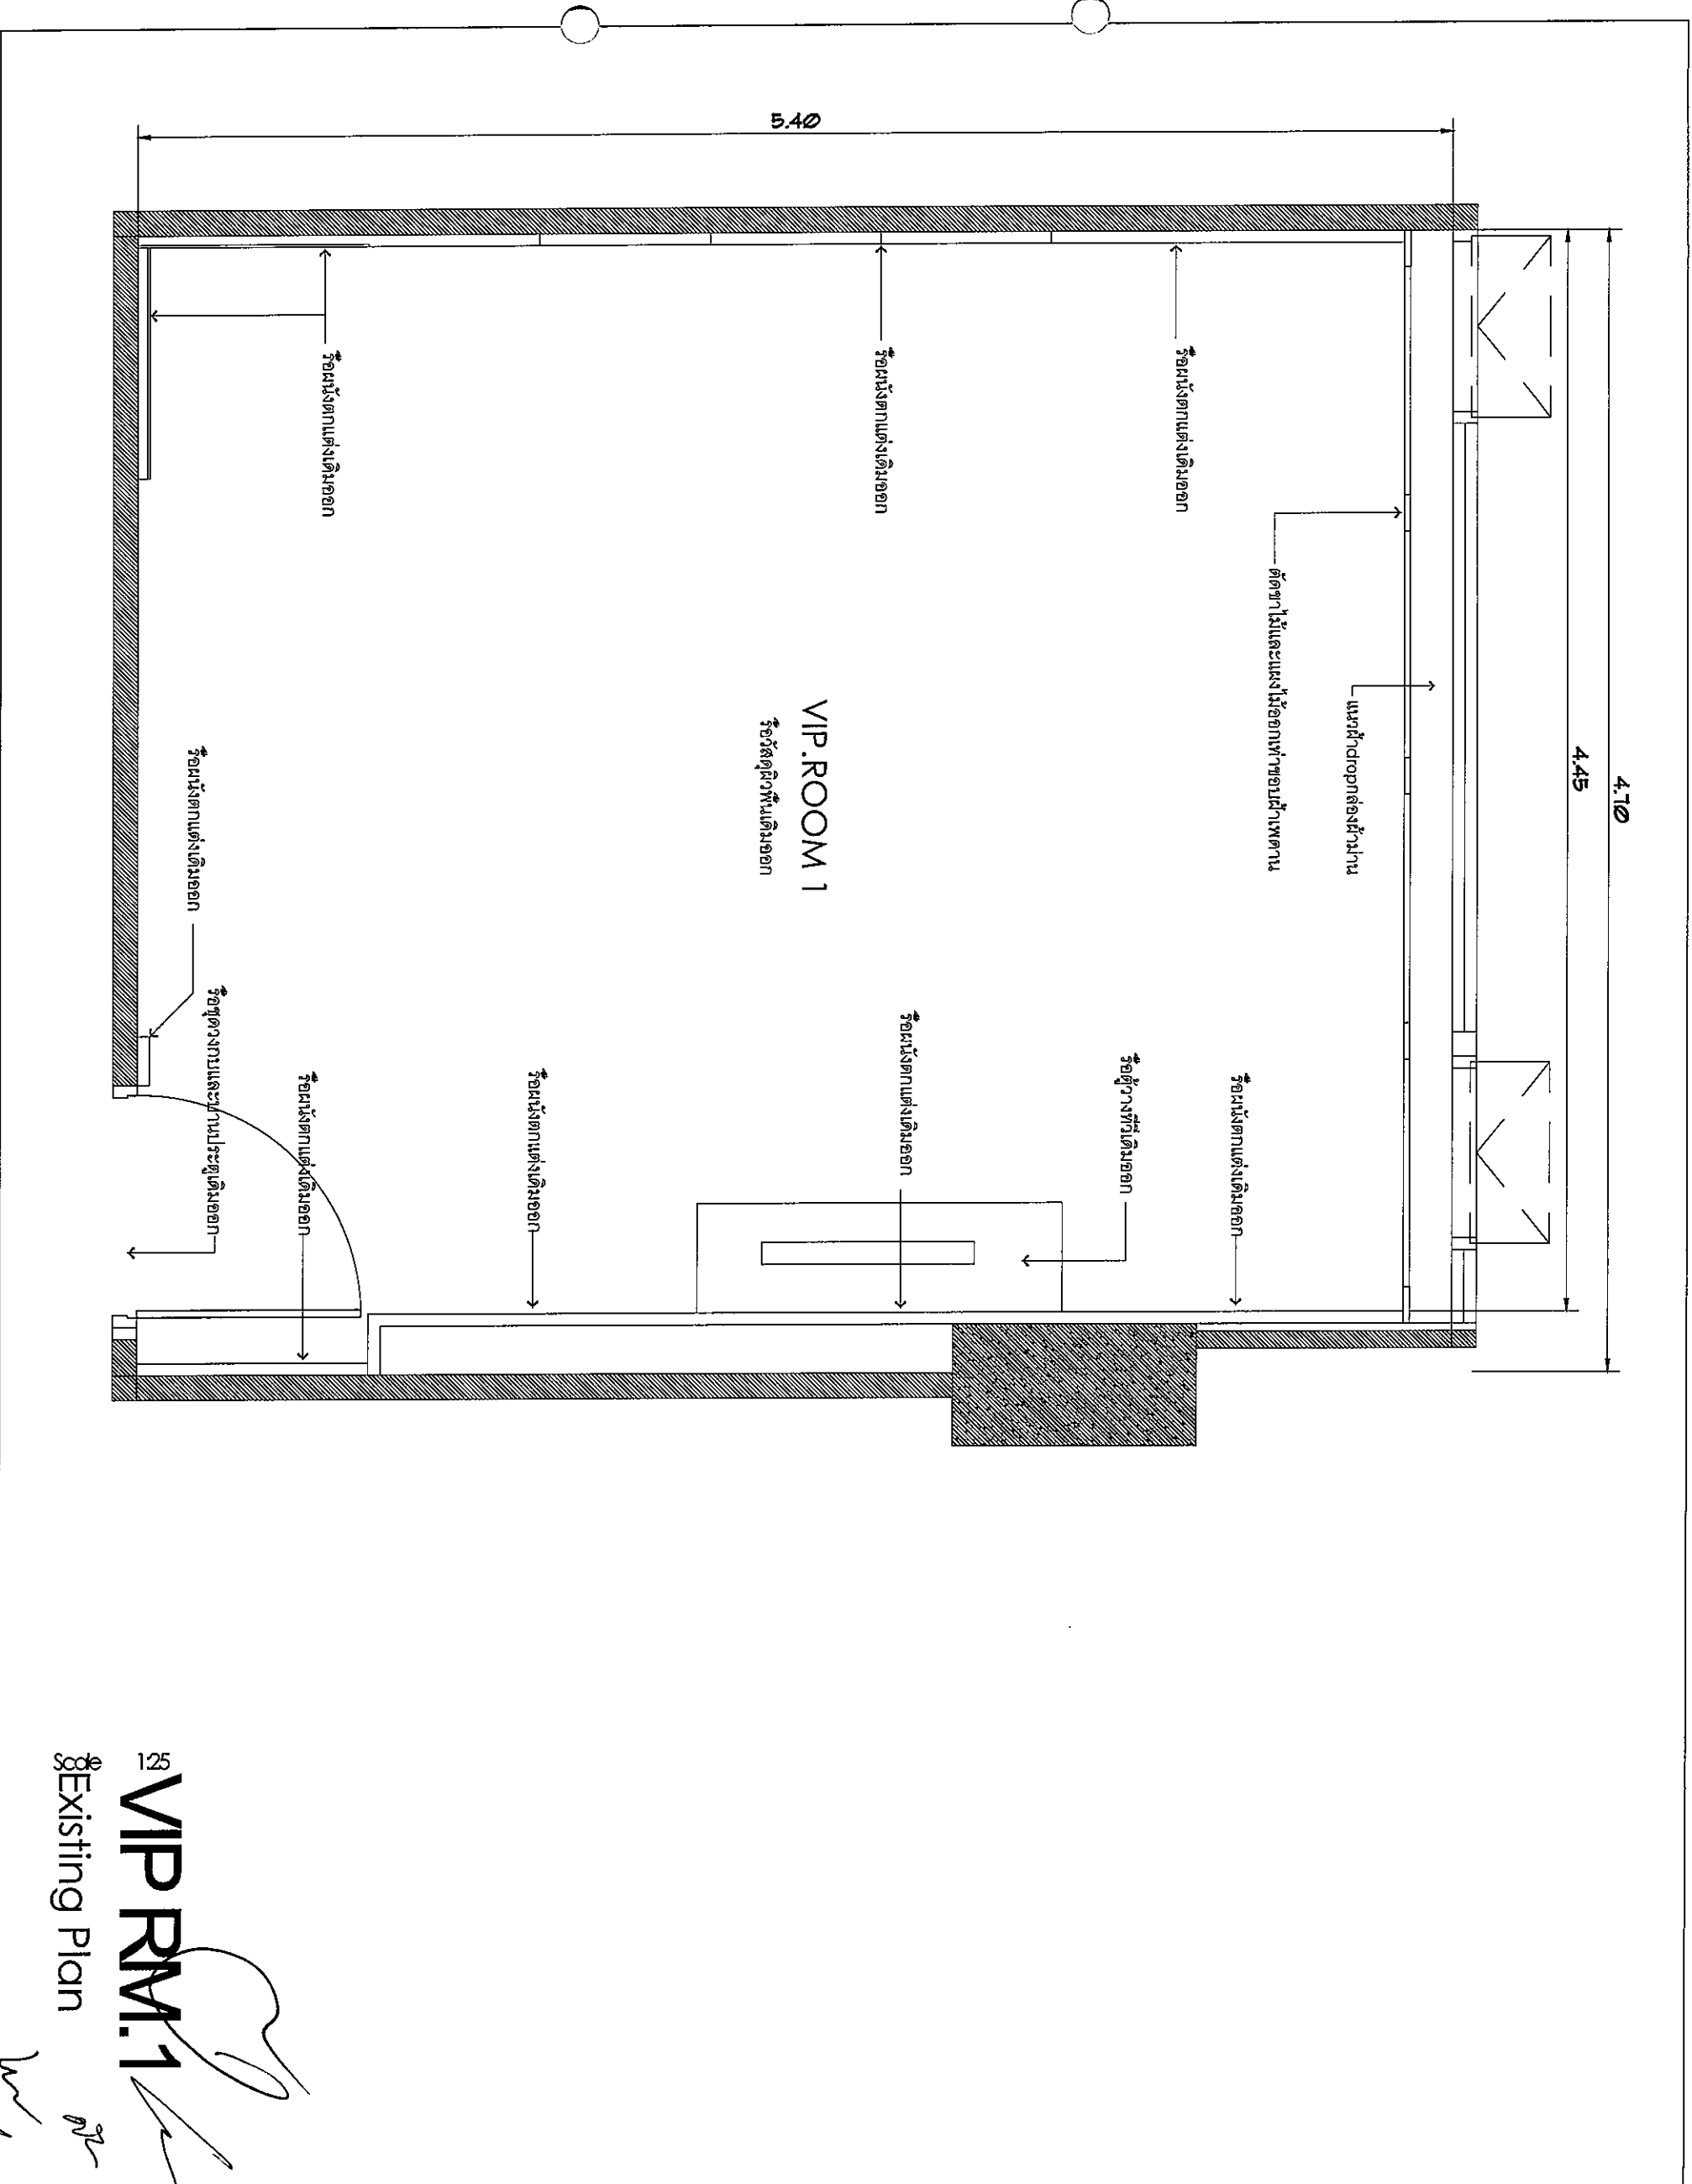 4.70
4.45
5.40
แนวฝ้าdropกล่องผ้าม่าน
ตัดขาไม้และแผงไม้ออกเท่าขอบฝ้าเพดาน
รื้อผนังตกแต่งเดิมออก
รื้อผนังตกแต่งเดิมออก
รื้อตู้วางทีวีเดิมออก
รื้อผนังตกแต่งเดิมออก
รื้อผนังตกแต่งเดิมออก
VIP.ROOM 1
รื้อวัสดุผิวพื้นเดิมออก
รื้อผนังตกแต่งเดิมออก
รื้อผนังตกแต่งเดิมออก
รื้อผนังตกแต่งเดิมออก
รื้อชุดวงกบและบานประตูเดิมออก
รื้อผนังตกแต่งเดิมออก
1:25
VIP RM.1
Scale
Existing Plan